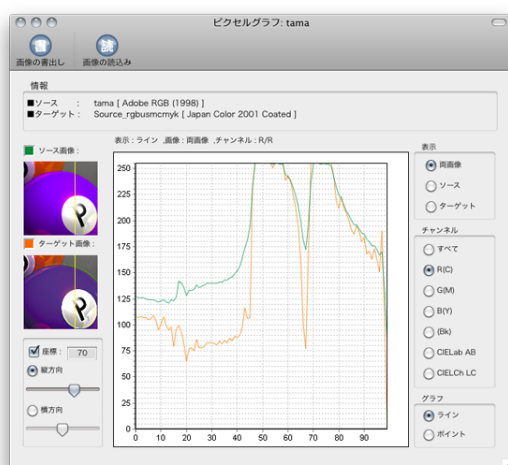 ピクセルグラフ: tama
書
読
画像の書出し
画像の読込み
情報
■ソース : tama [ Adobe RGB (1998) ]
■ターゲット : Source_rgbusmcmyk [ Japan Color 2001 Coated ]
表示 : ライン ,画像 : 両画像 ,チャンネル : R/R
ソース画像 :
ターゲット画像 :
座標 : 70
縦方向
横方向
250
225
200
175
150
125
100
75
50
25
0
0 10 20 30 40 50 60 70 80 90
表示
両画像
ソース
ターゲット
チャンネル
すべて
R(C)
G(M)
B(Y)
(Bk)
CIELab AB
CIELCh LC
グラフ
ライン
ポイント